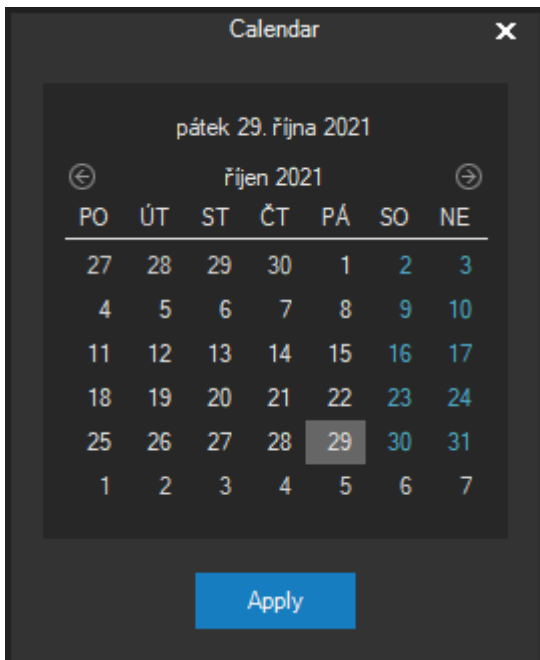 Calendar
pátek 29. října 2021
říjen 2021
PO ÚT ST ČT PÁ SO NE
27 28 29 30 1 2 3
4 5 6 7 8 9 10
11 12 13 14 15 16 17
18 19 20 21 22 23 24
25 26 27 28 29 30 31
1 2 3 4 5 6 7
Apply